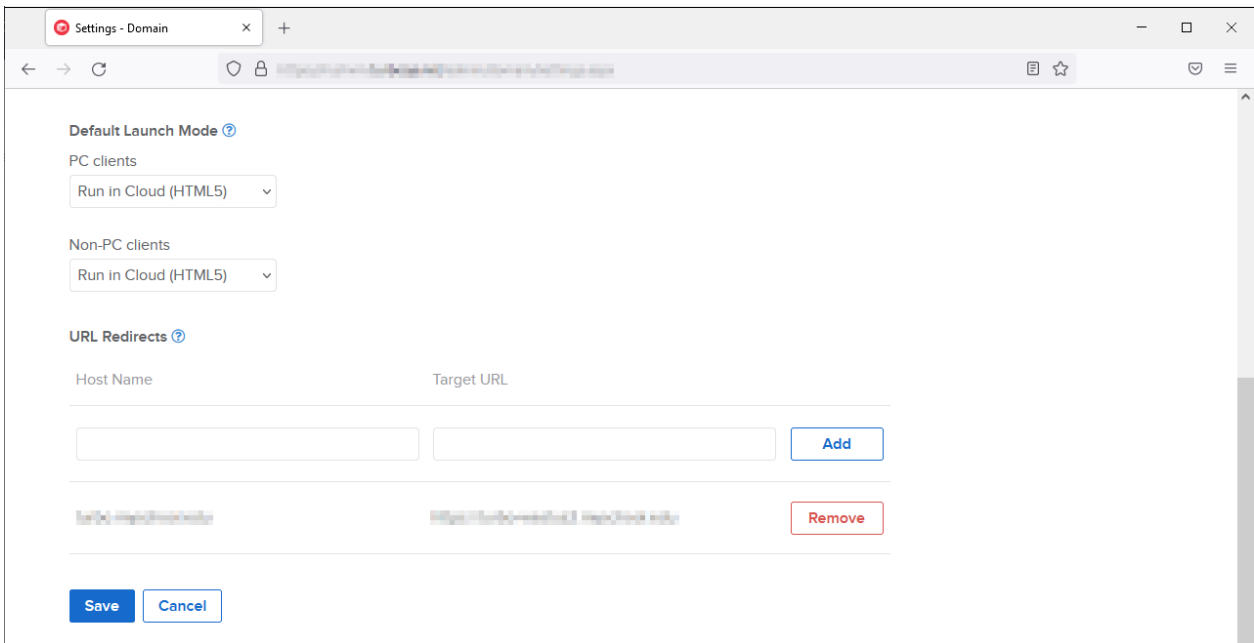 Settings - Domain
Default Launch Mode
PC clients
Run in Cloud (HTML5)
Non-PC clients
Run in Cloud (HTML5)
URL Redirects
Host Name Target URL
Add
Remove
Save Cancel